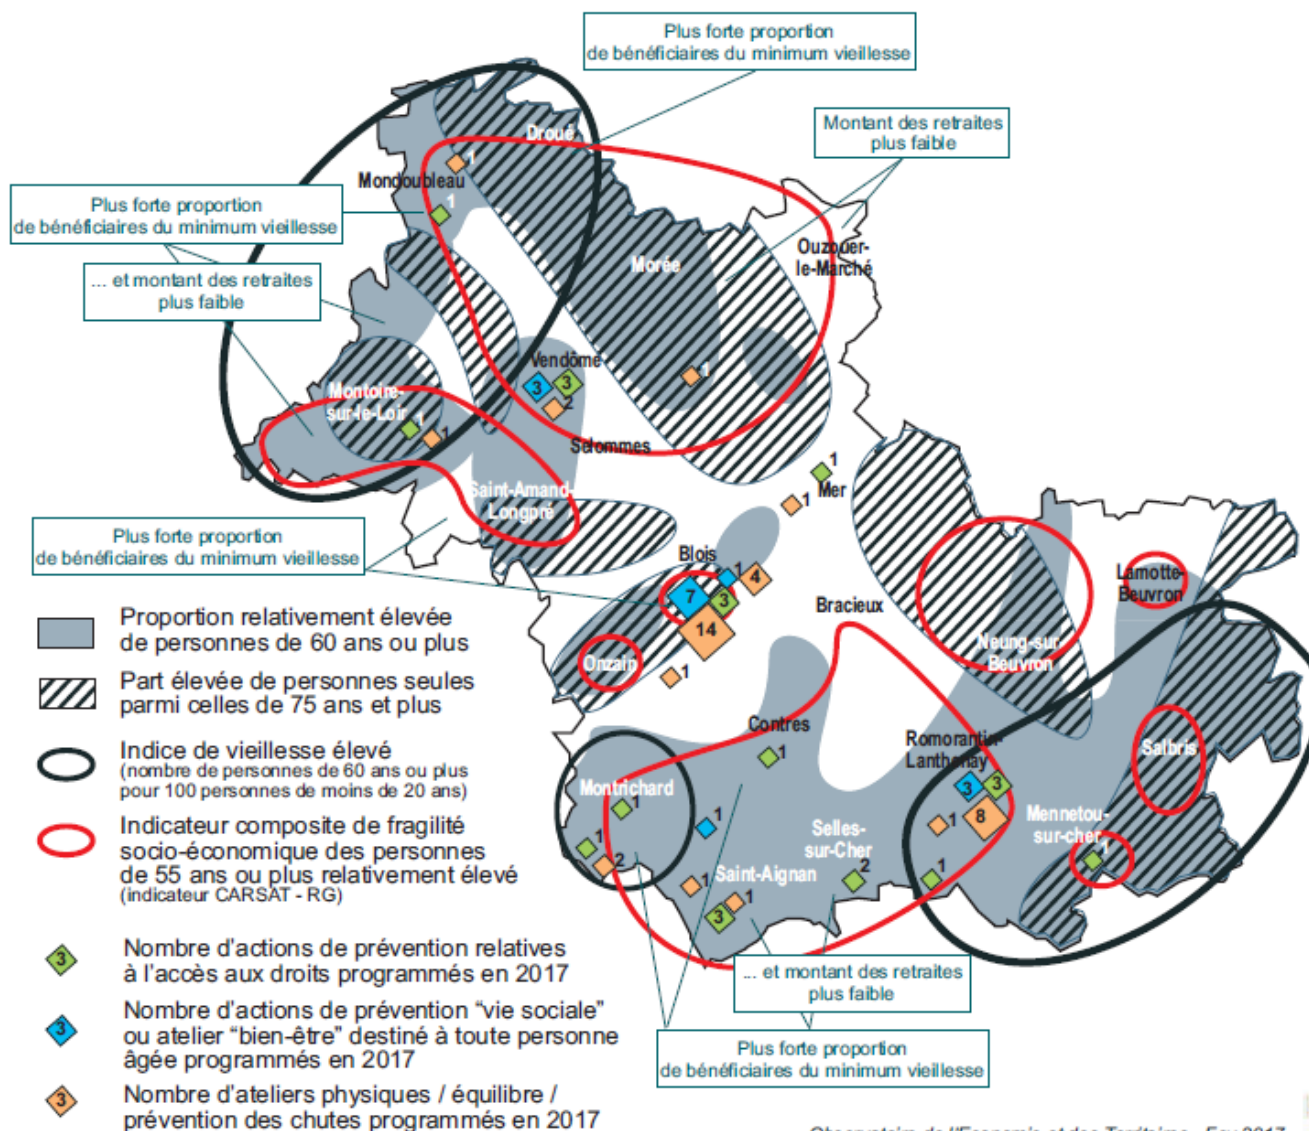 Plus forte proportion
de bénéficiaires du minimum vieillesse
Montant des retraites
plus faible
Droué
1
Mondoubleau
1
Plus forte proportion
de bénéficiaires du minimum vieillesse
... et montant des retraites
plus faible
Ouzouer-
le-Marché
Morée
1
Vendôme
3
3
2
Montoire-
sur-le-Loir
1
1
Selommes
Saint-Amand-
Longpré
1
Mer
1
Plus forte proportion
de bénéficiaires du minimum vieillesse
Blois
1
4
7
3
14
Onzain
1
Bracieux
Lamotte-
Beuvron
Neung-sur-
Beuvron
Contres
1
Romorantin-
Lanthenay
3
3
8
1
Salbris
Mennetou-
sur-cher
1
Montrichard
1
1
2
1
Selles-
sur-Cher
2
1
Saint-Aignan
1
1
3
... et montant des retraites
plus faible
Plus forte proportion
de bénéficiaires du minimum vieillesse
Proportion relativement élevée
de personnes de 60 ans ou plus
Part élevée de personnes seules
parmi celles de 75 ans et plus
Indice de vieillesse élevé
(nombre de personnes de 60 ans ou plus
pour 100 personnes de moins de 20 ans)
Indicateur composite de fragilité
socio-économique des personnes
de 55 ans ou plus relativement élevé
(indicateur CARSAT - RG)
3
Nombre d'actions de prévention relatives
à l'accès aux droits programmés en 2017
3
Nombre d'actions de prévention "vie sociale"
ou atelier "bien-être" destiné à toute personne
âgée programmés en 2017
3
Nombre d'ateliers physiques / équilibre /
prévention des chutes programmés en 2017